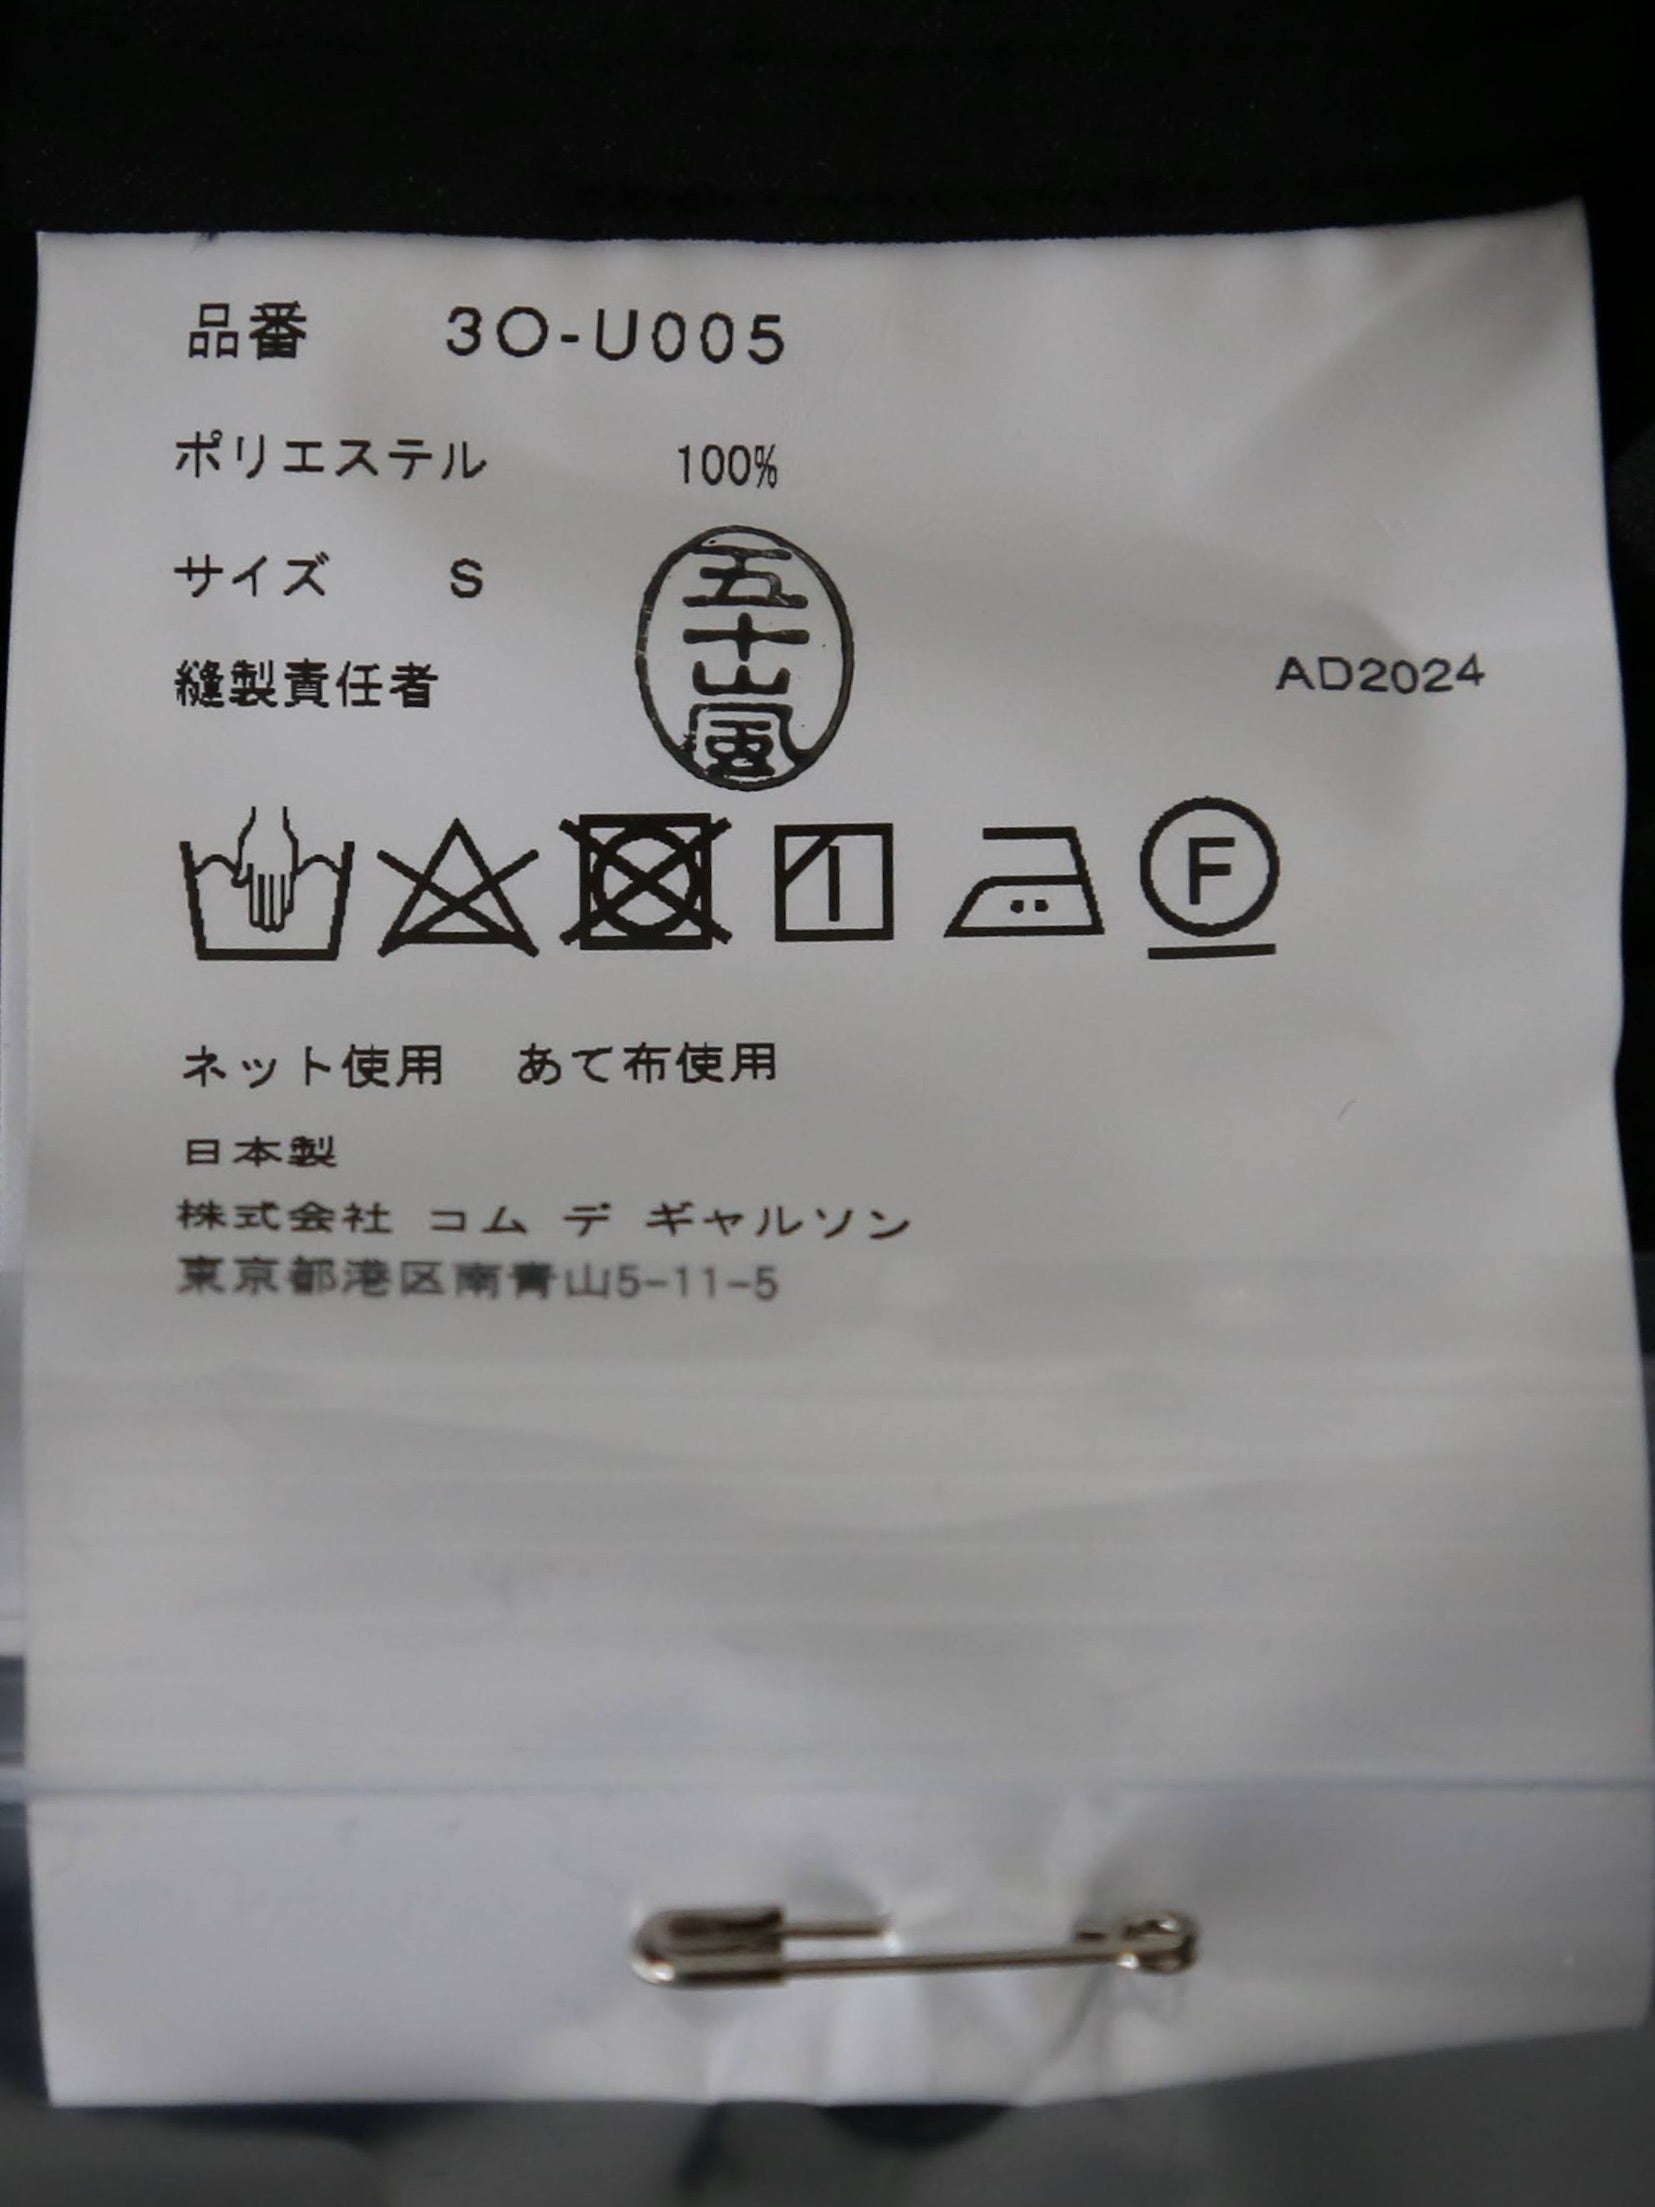 品番 3O-U005
ポリエステル 100%
サイズ S
五十嵐
縫製責任者
AD2024
F
ネット使用 あて布使用
日本製
株式会社 コム デ ギャルソン
東京都港区南青山5-11-5